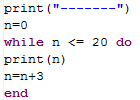 print("-------")
n=0
while n <= 20 do
print(n)
n=n+3
end